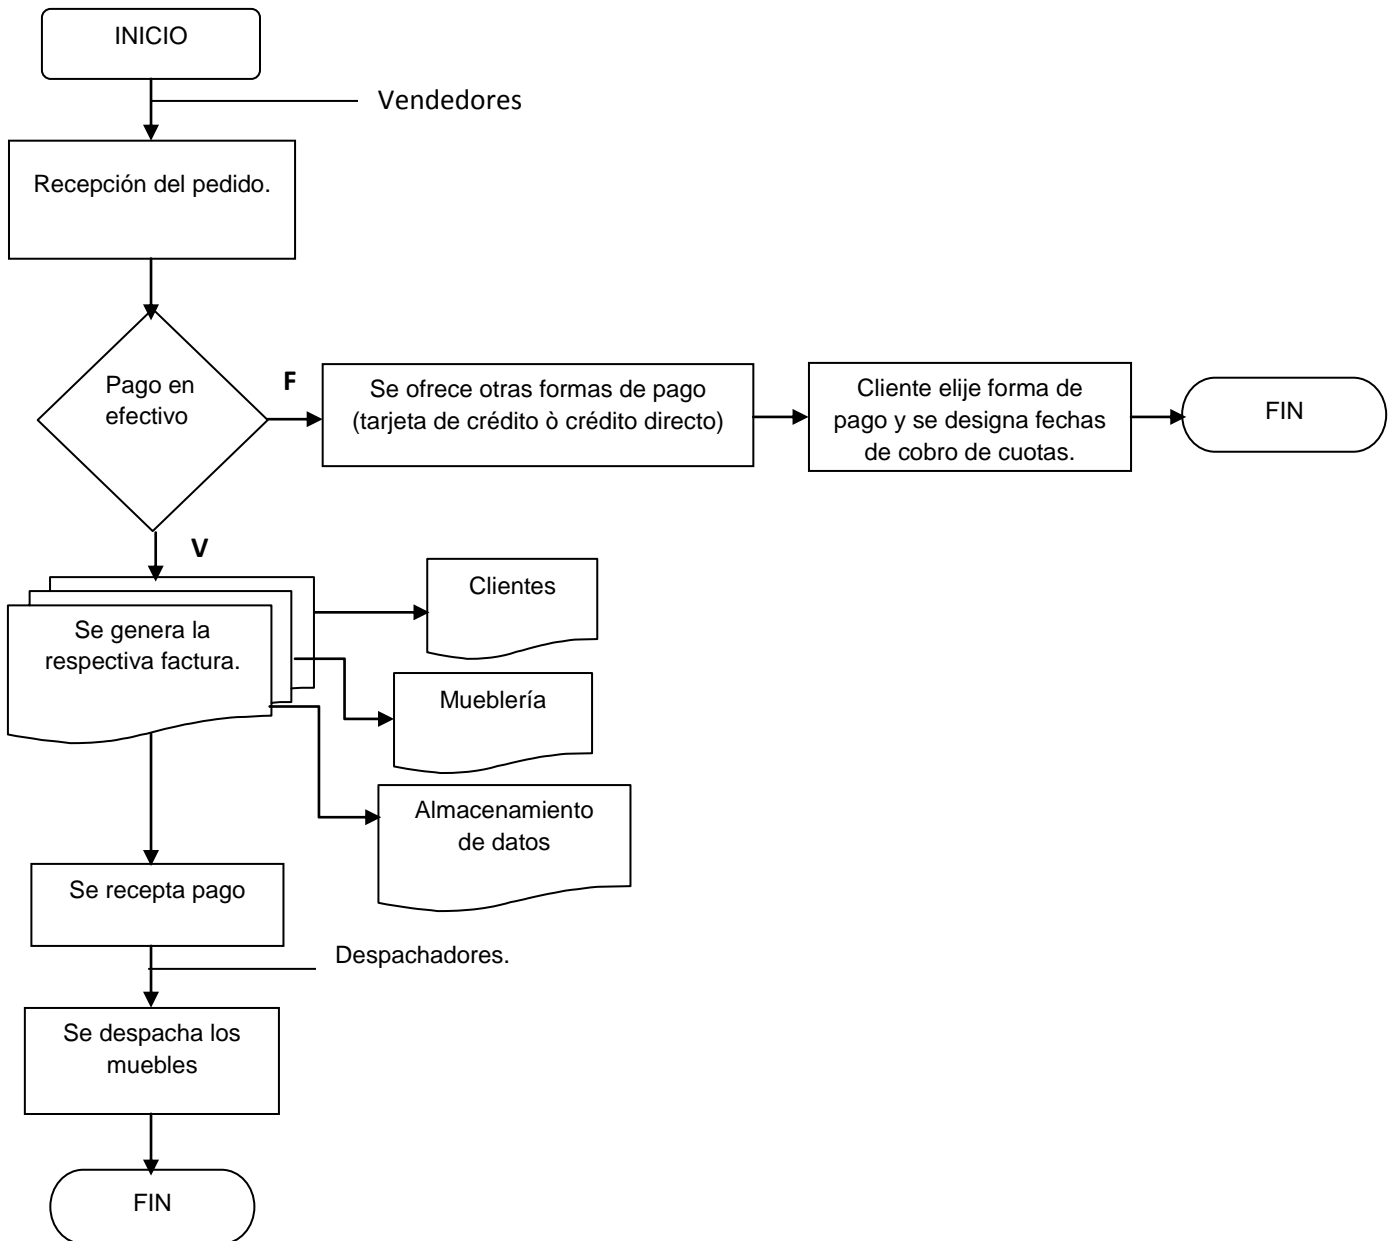 INICIO
Vendedores
Recepción del pedido.
Pago en
efectivo
F
Se ofrece otras formas de pago
(tarjeta de crédito ò crédito directo)
Cliente elije forma de
pago y se designa fechas
de cobro de cuotas.
FIN
V
Se genera la
respectiva factura.
Clientes
Mueblería
Almacenamiento
de datos
Se recepta pago
Despachadores.
Se despacha los
muebles
FIN